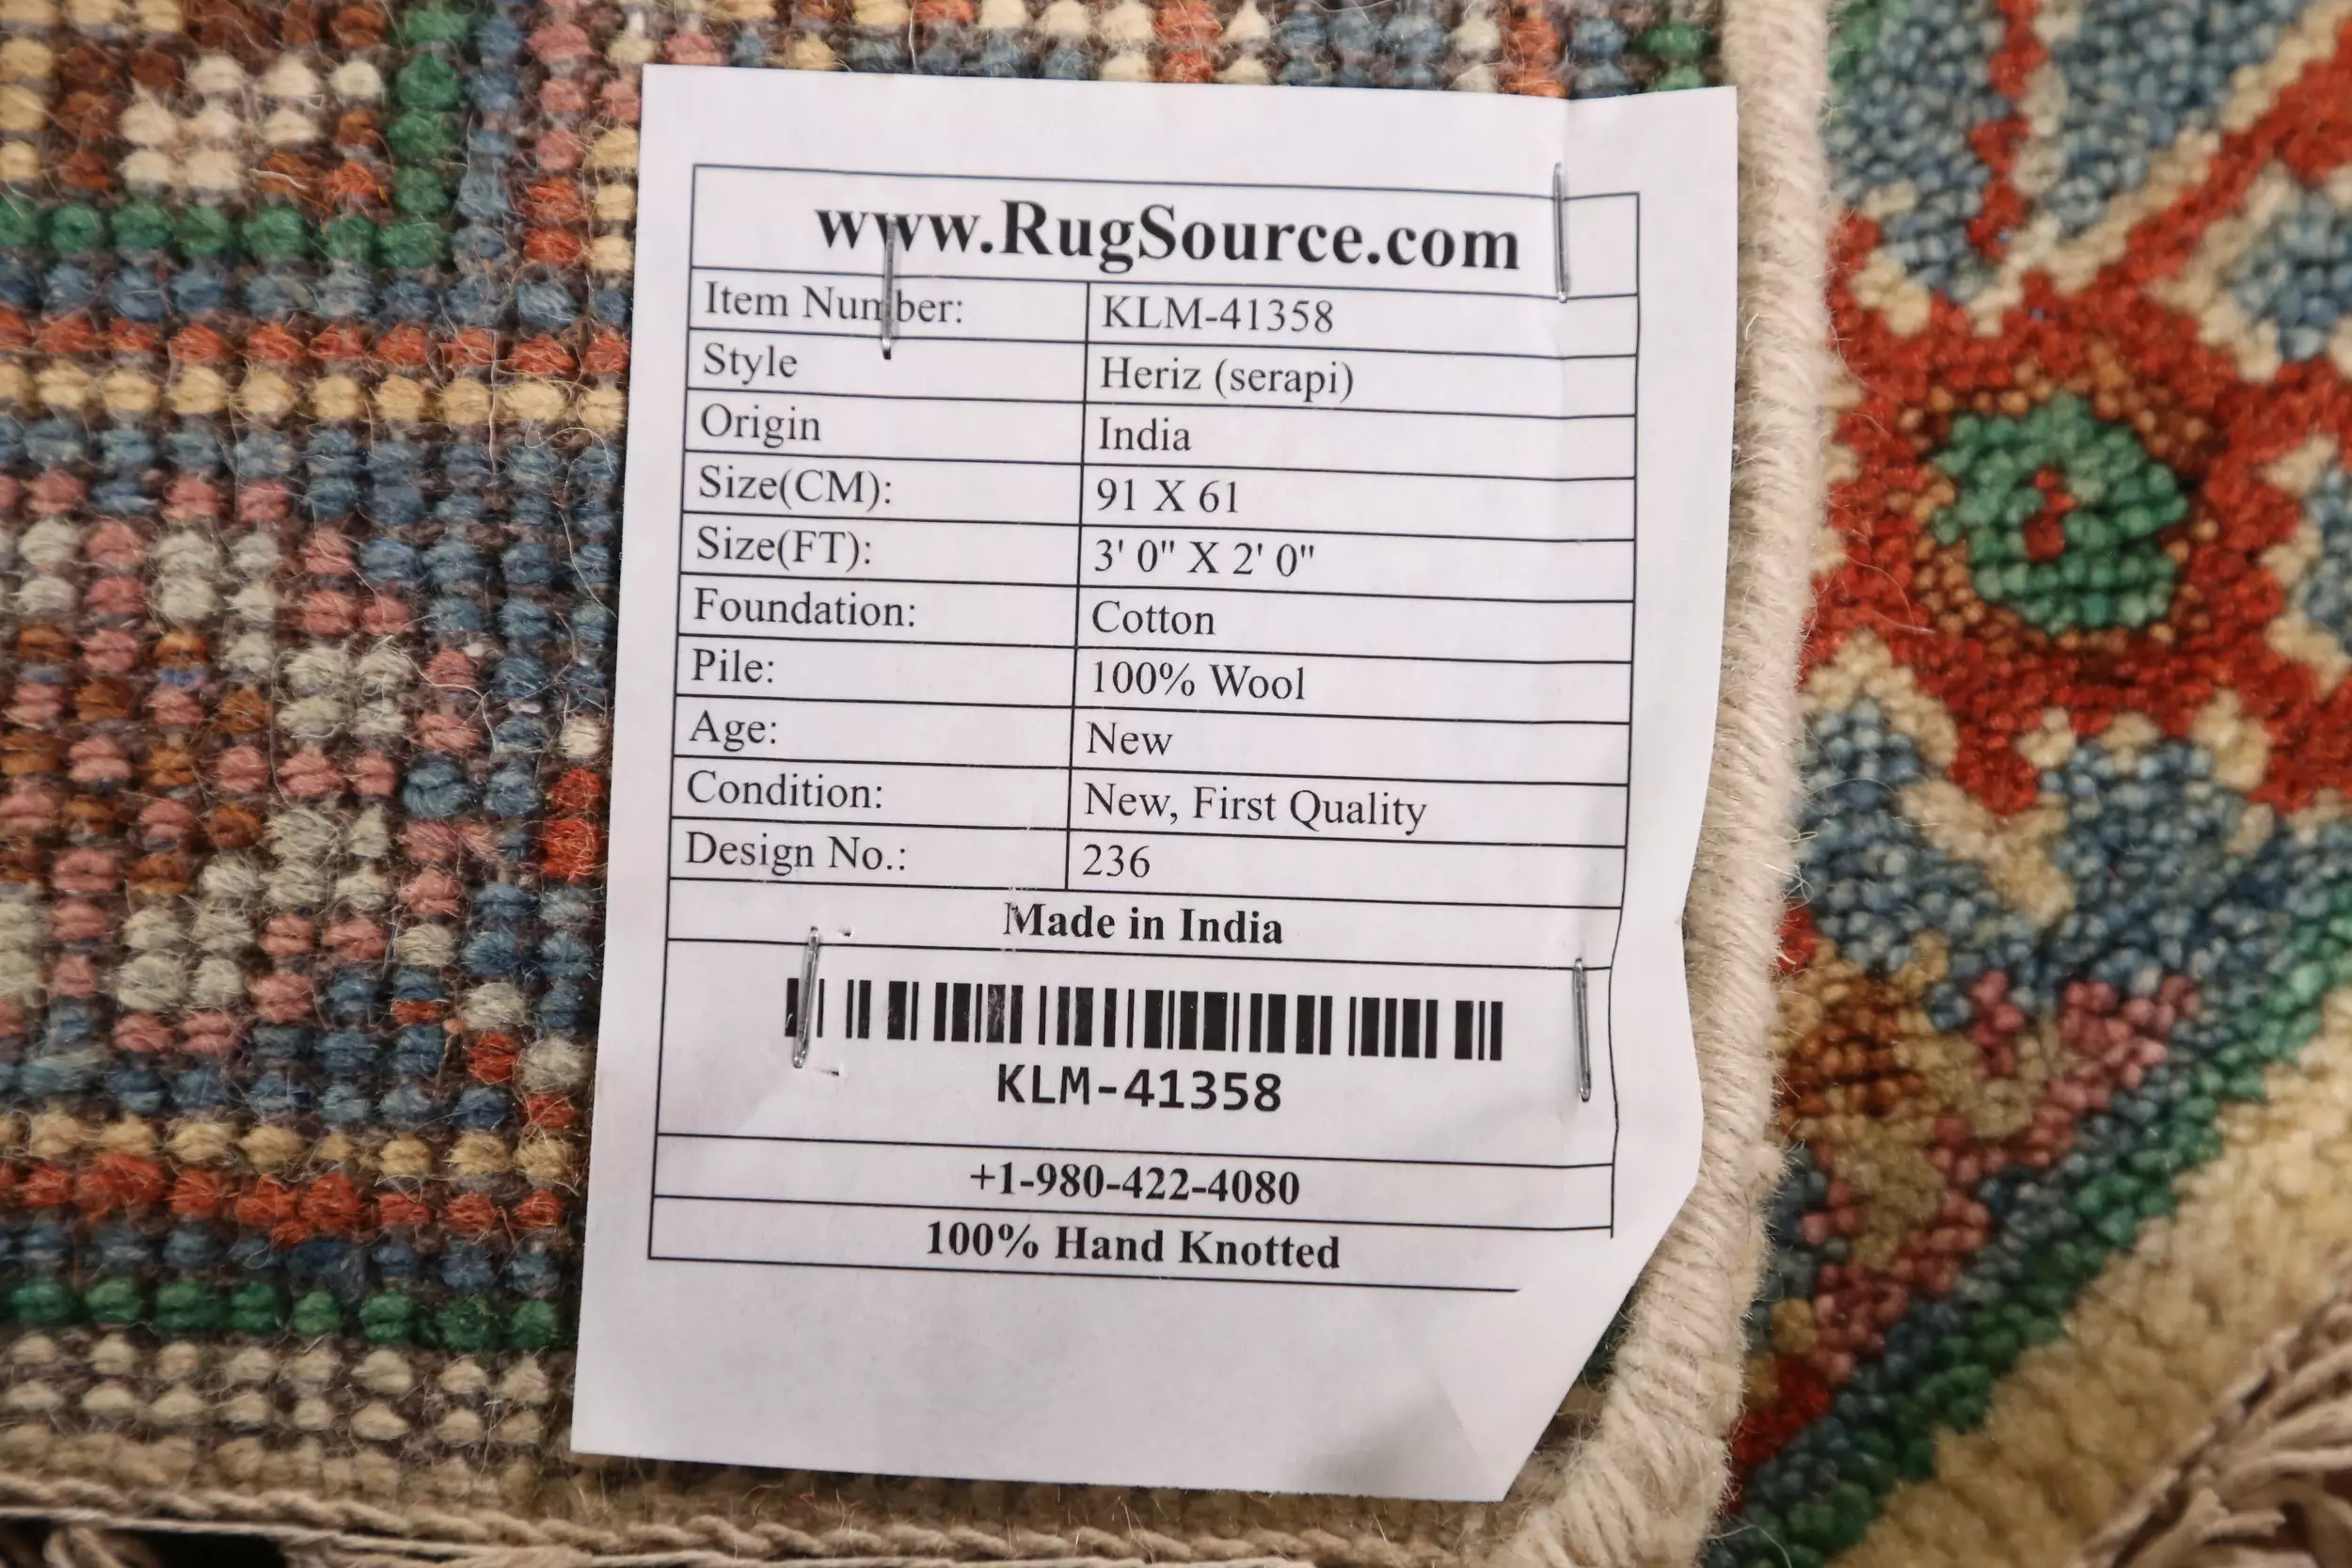 www.RugSource.com
Item Number: KLM-41358
Style Heriz (serapi)
Origin India
Size(CM): 91 X 61
Size(FT): 3' 0" X 2' 0"
Foundation: Cotton
Pile: 100% Wool
Age: New
Condition: New, First Quality
Design No.: 236
Made in India
KLM-41358
+1-980-422-4080
100% Hand Knotted